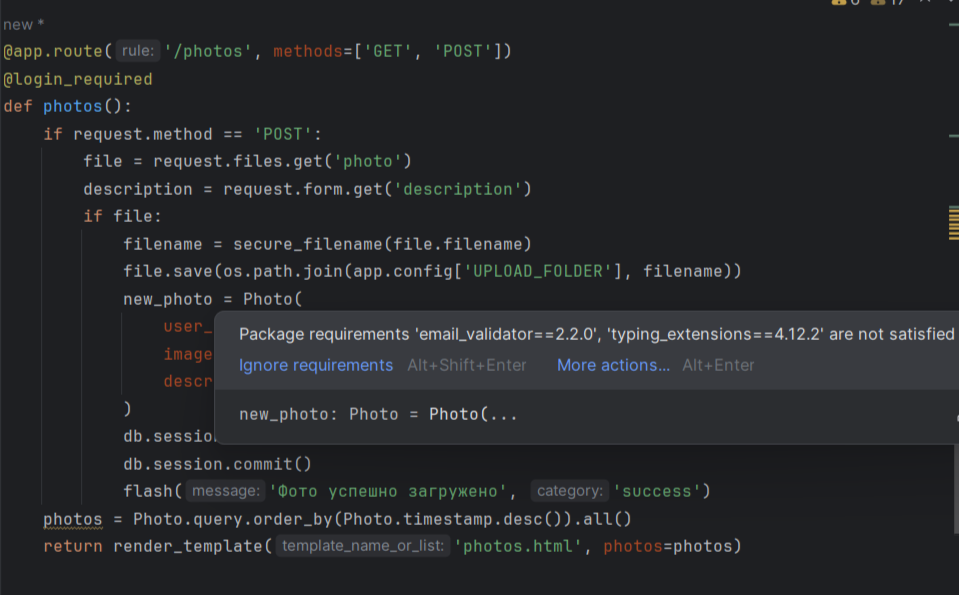 new *
@app.route( rule: '/photos', methods=['GET', 'POST'])
@login_required
def photos():
if request.method == 'POST':
file = request.files.get('photo')
description = request.form.get('description')
if file:
filename = secure_filename(file.filename)
file.save(os.path.join(app.config['UPLOAD_FOLDER'], filename))
new_photo = Photo(
user_
Package requirements 'email_validator==2.2.0', 'typing_extensions==4.12.2' are not satisfied
image
Ignore requirements Alt+Shift+Enter More actions... Alt+Enter
descr
)
new_photo: Photo = Photo(...
db.session
db.session.commit()
flash( message: 'Фото успешно загружено', category: 'success')
photos = Photo.query.order_by(Photo.timestamp.desc()).all()
return render_template( template_name_or_list: 'photos.html', photos=photos)